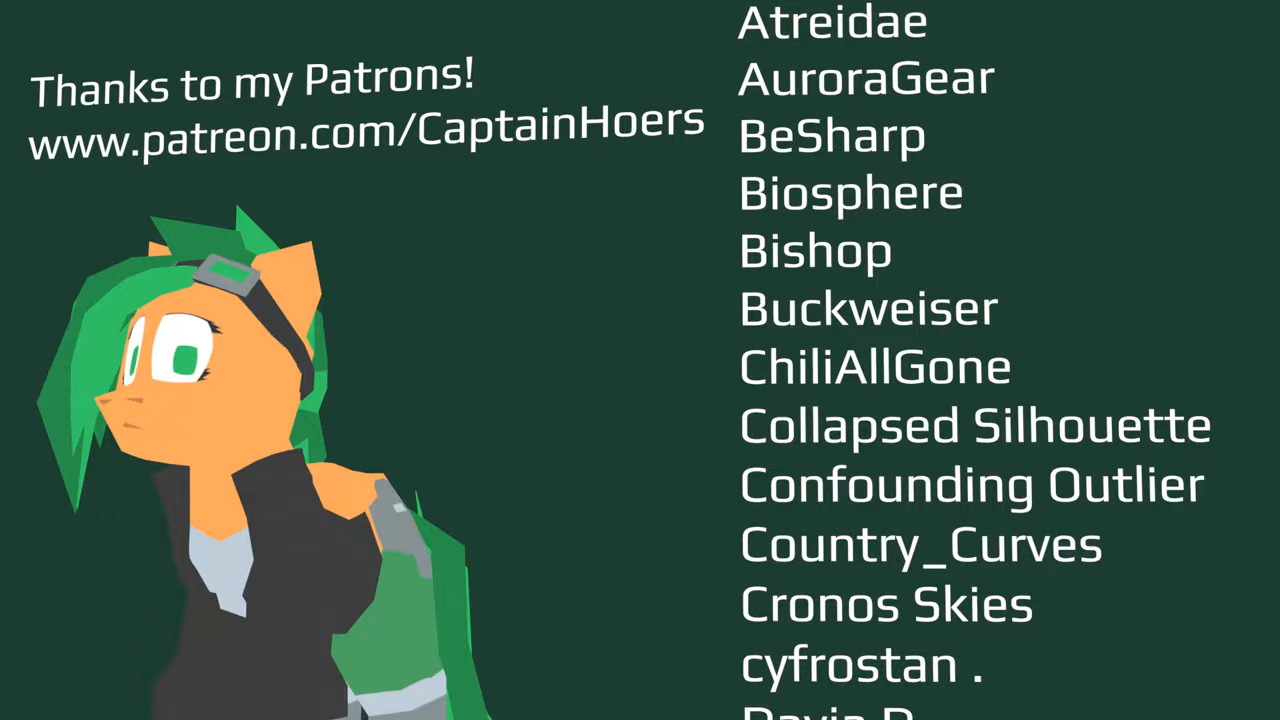 Thanks to my Patrons!
www.patreon.com/CaptainHoers
Atreidae
AuroraGear
BeSharp
Biosphere
Bishop
Buckweiser
ChiliAllGone
Collapsed Silhouette
Confounding Outlier
Country_Curves
Cronos Skies
cyfrostan .